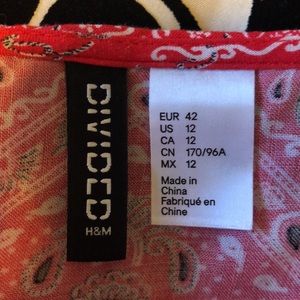 DIVIDED
H&M
EUR 42
US 12
CA 12
CN 170/96A
MX 12
Made in
China
Fabriqué en
Chine